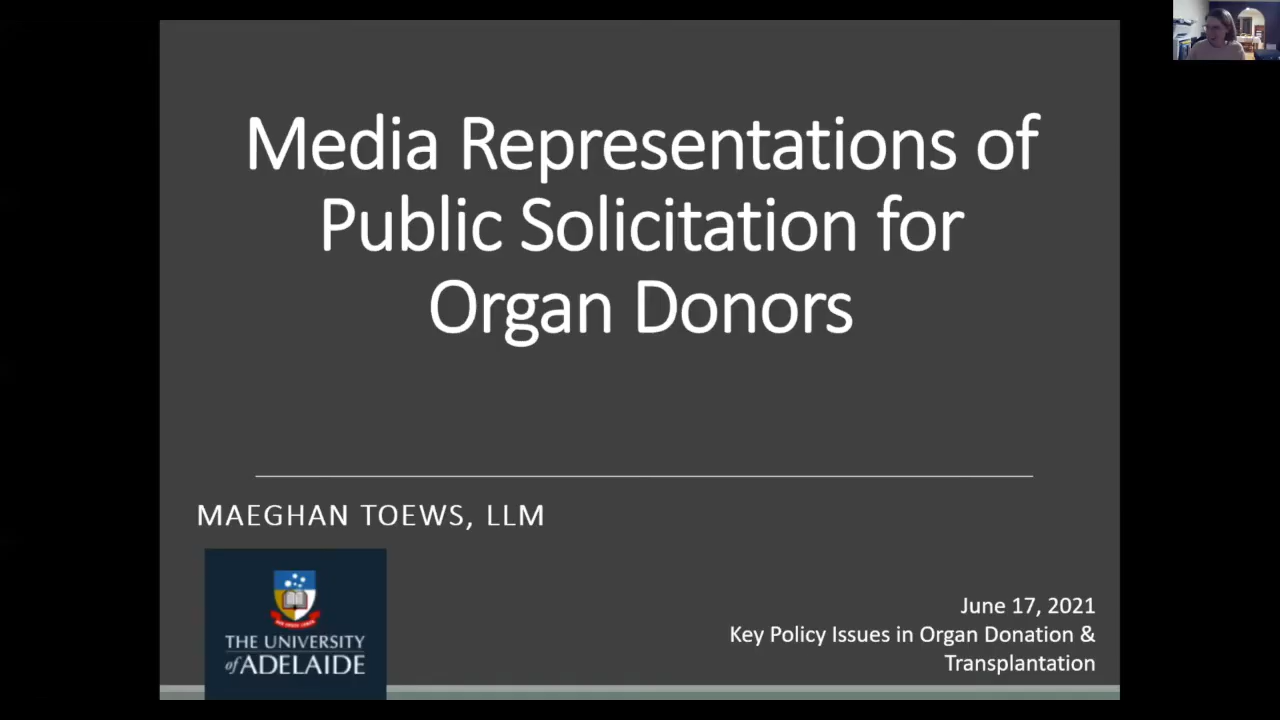 Media Representations of
Public Solicitation for
Organ Donors
MAEGHAN TOEWS, LLM
THE UNIVERSITY
of ADELAIDE
June 17, 2021
Key Policy Issues in Organ Donation &
Transplantation